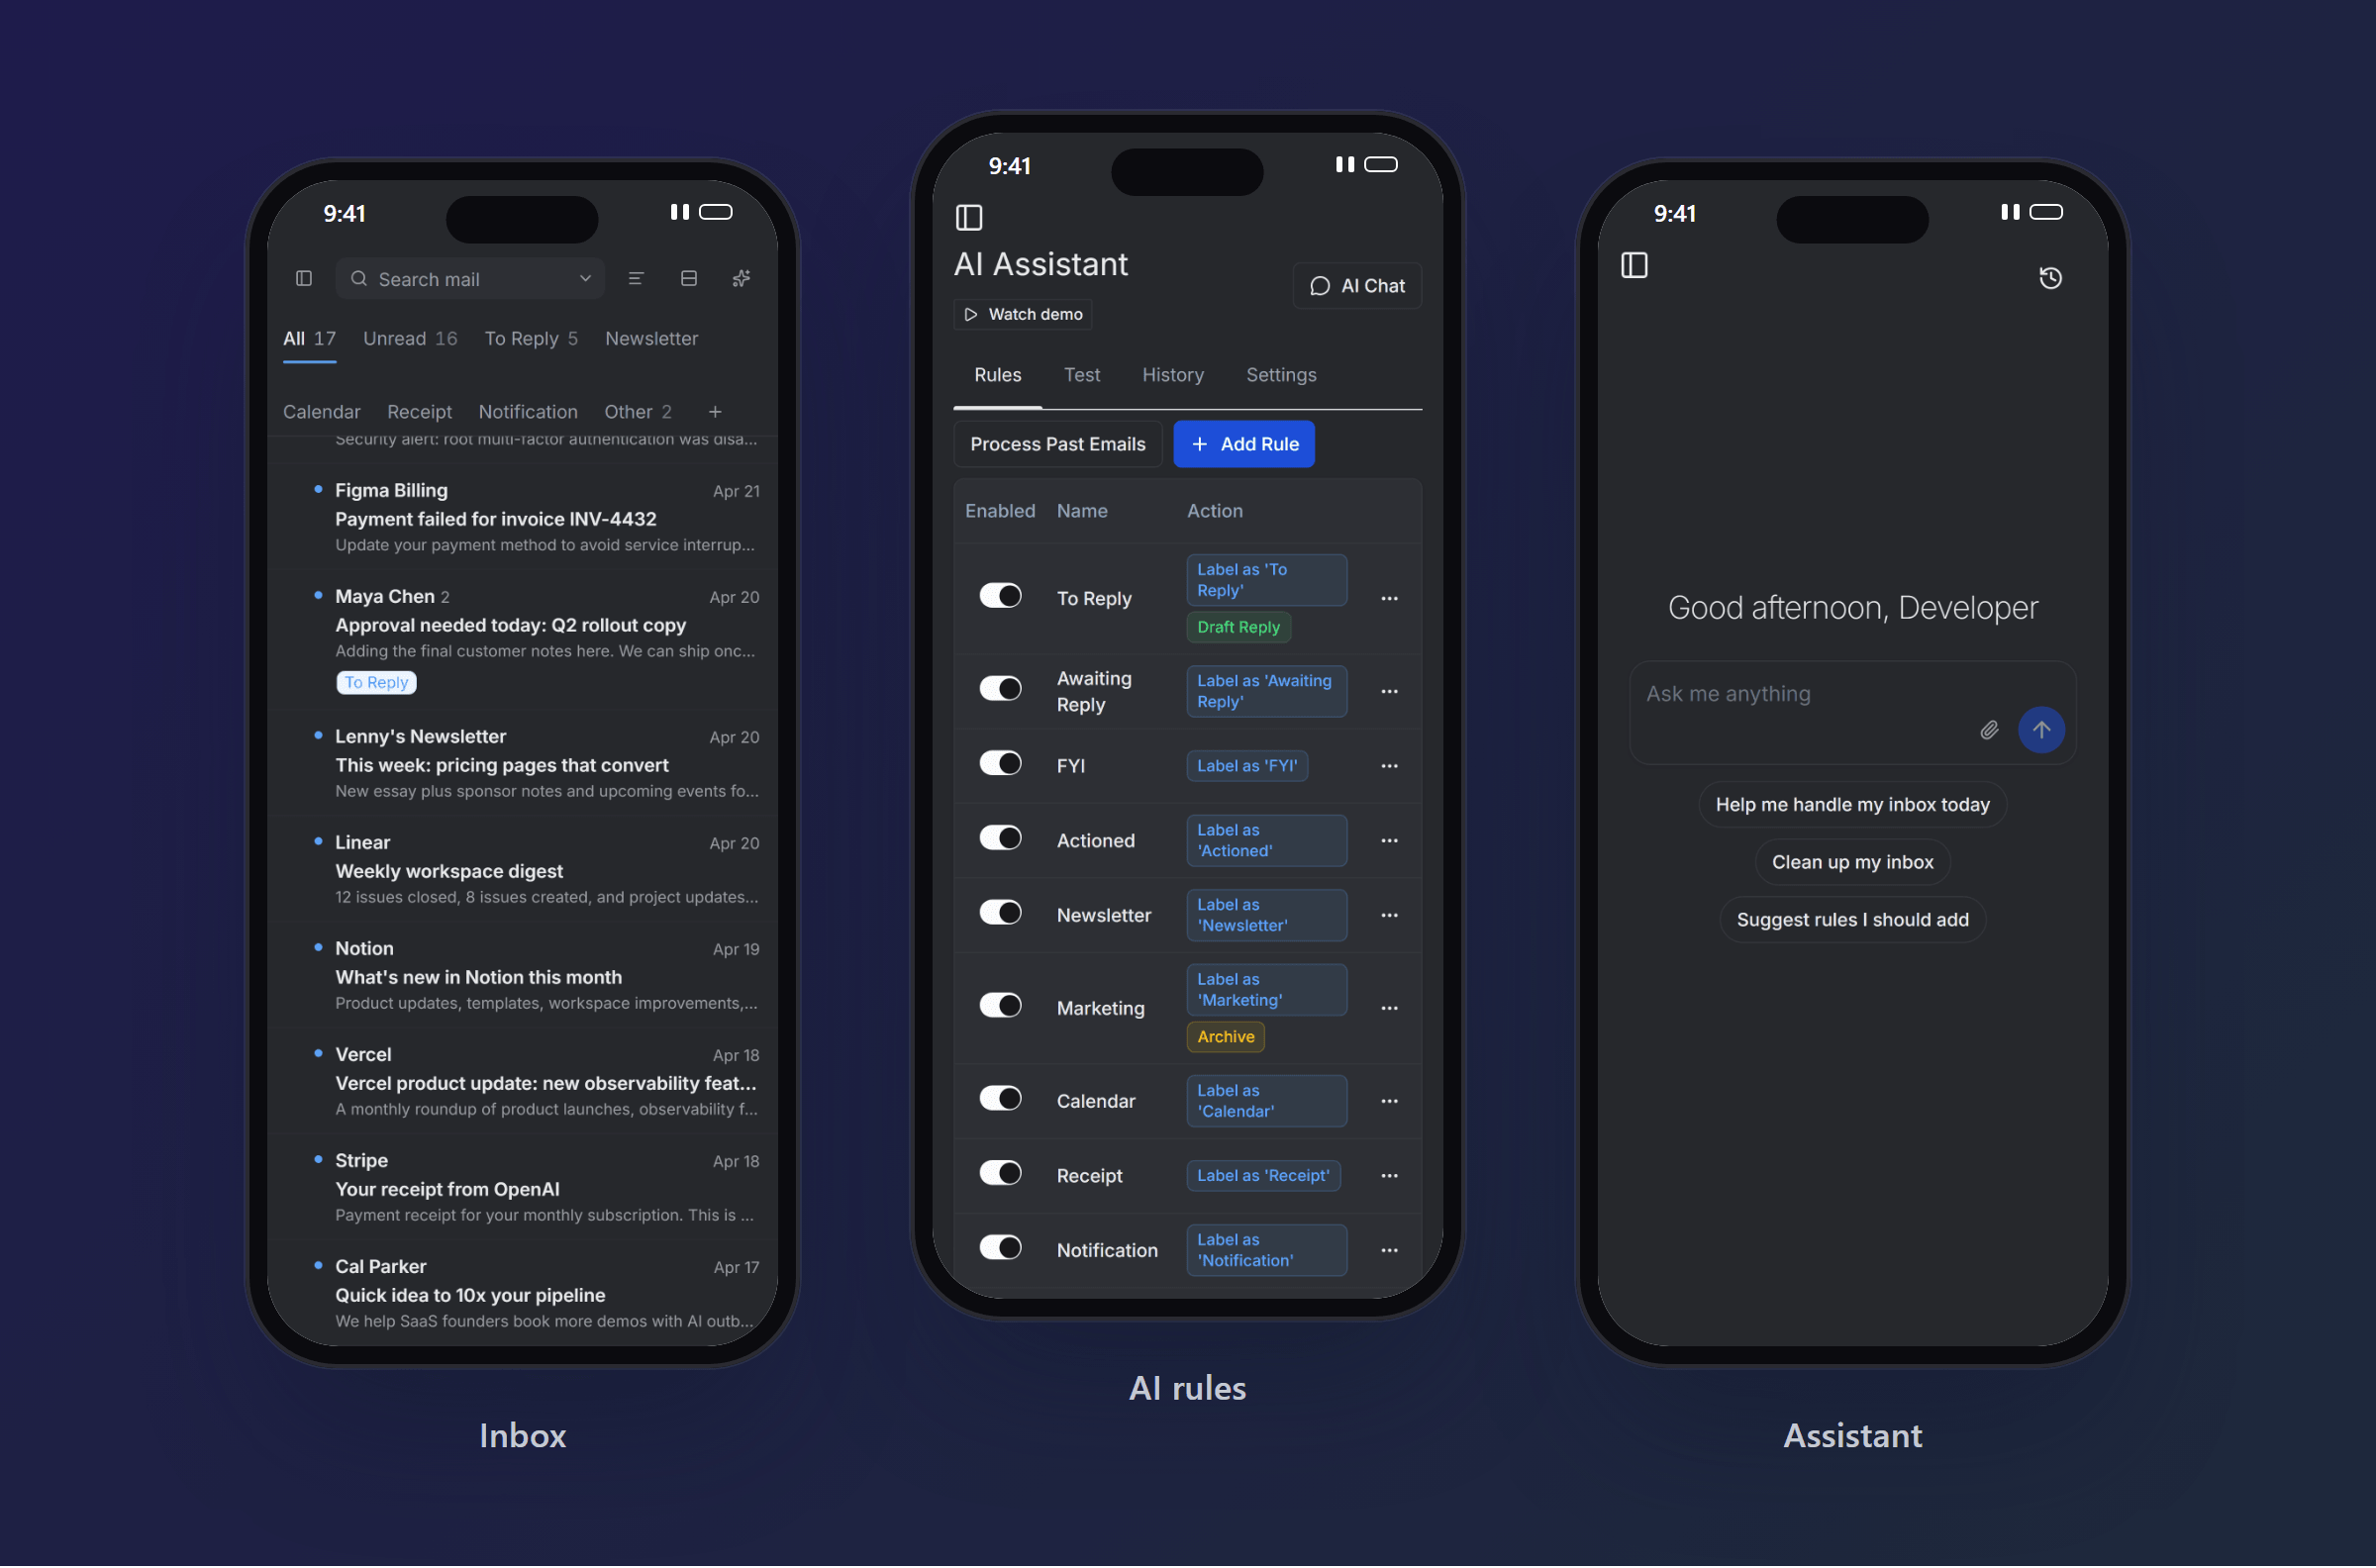 9:41
Search mail
All 17 Unread 16 To Reply 5 Newsletter
Calendar Receipt Notification Other 2 +
Security alert: root multi-factor authentication was disa...
Figma Billing Apr 21
Payment failed for invoice INV-4432
Update your payment method to avoid service interrup...
Maya Chen 2 Apr 20
Approval needed today: Q2 rollout copy
Adding the final customer notes here. We can ship onc...
To Reply
Lenny's Newsletter Apr 20
This week: pricing pages that convert
New essay plus sponsor notes and upcoming events fo...
Linear Apr 20
Weekly workspace digest
12 issues closed, 8 issues created, and project updates...
Notion Apr 19
What's new in Notion this month
Product updates, templates, workspace improvements,...
Vercel Apr 18
Vercel product update: new observability feat...
A monthly roundup of product launches, observability f...
Stripe Apr 18
Your receipt from OpenAI
Payment receipt for your monthly subscription. This is ...
Cal Parker Apr 17
Quick idea to 10x your pipeline
We help SaaS founders book more demos with AI outb...
Inbox
9:41
AI Assistant
AI Chat
Watch demo
Rules Test History Settings
Process Past Emails + Add Rule
Enabled Name Action
To Reply
Label as 'To
Reply'
Draft Reply
Awaiting
Reply
Label as 'Awaiting
Reply'
FYI Label as 'FYI'
Actioned
Label as
'Actioned'
Newsletter
Label as
'Newsletter'
Marketing
Label as
'Marketing'
Archive
Calendar
Label as
'Calendar'
Receipt Label as 'Receipt'
Notification
Label as
'Notification'
AI rules
9:41
Good afternoon, Developer
Ask me anything
Help me handle my inbox today
Clean up my inbox
Suggest rules I should add
Assistant